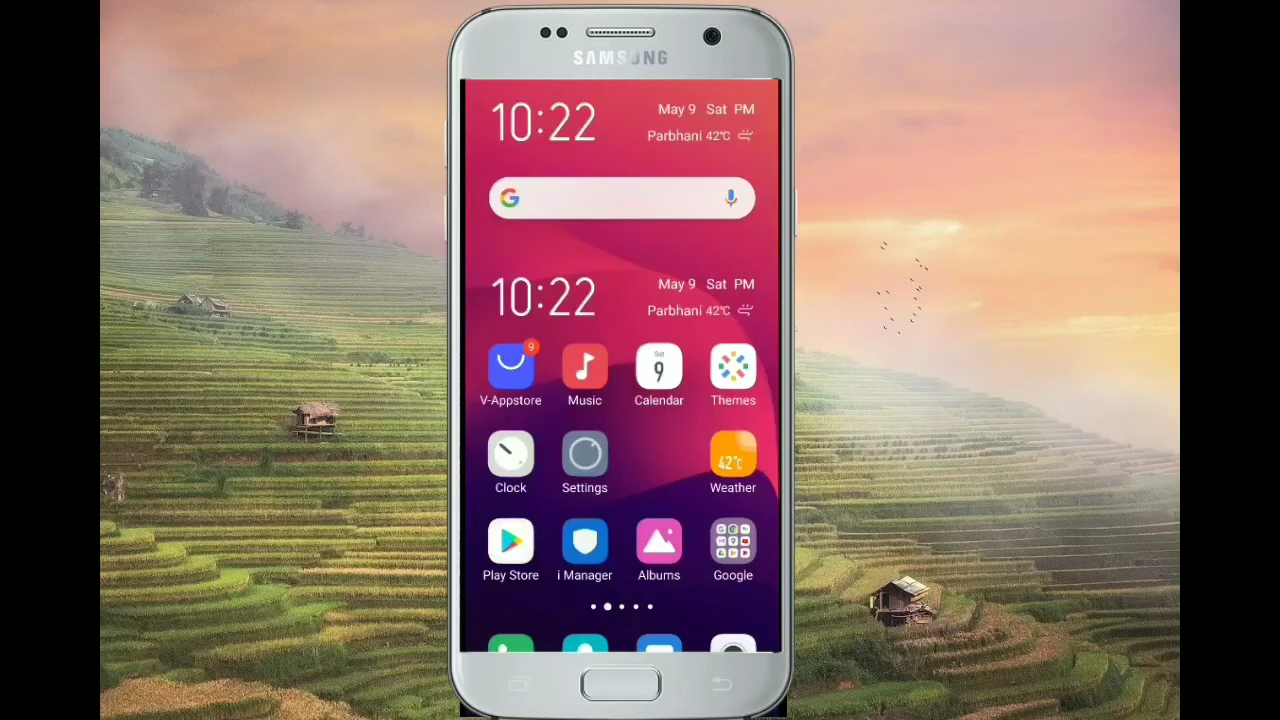 SAMSUNG
10:22
May 9 Sat PM
Parbhani 42°C
10:22
May 9 Sat PM
Parbhani 42°C
9
Sat
9
V-Appstore Music Calendar Themes
42°C
Clock Settings Weather
Play Store i Manager Albums Google